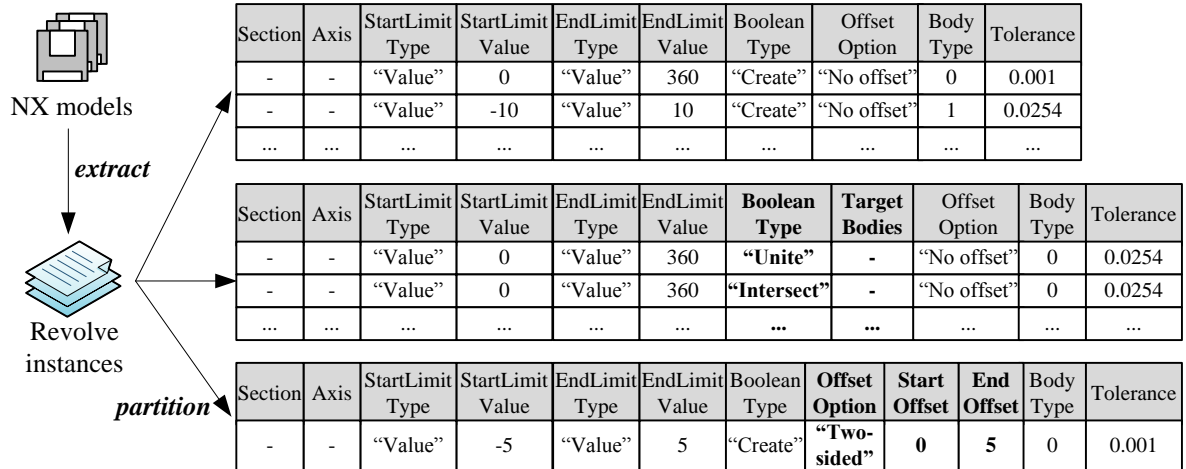 NX models
extract
Revolve
instances
partition
Section Axis StartLimit Type StartLimit Value EndLimit Type EndLimit Value Boolean Type Offset Option Body Type Tolerance
- - “Value” 0 “Value” 360 “Create” “No offset” 0 0.001
- - “Value” -10 “Value” 10 “Create” “No offset” 1 0.0254
... ... ... ... ... ... ... ... ... ...
Section Axis StartLimit Type StartLimit Value EndLimit Type EndLimit Value Boolean Type Target Bodies Offset Option Body Type Tolerance
- - “Value” 0 “Value” 360 “Unite” - “No offset” 0 0.0254
- - “Value” 0 “Value” 360 “Intersect” - “No offset” 0 0.0254
... ... ... ... ... ... ... ... ... ... ...
Section Axis StartLimit Type StartLimit Value EndLimit Type EndLimit Value Boolean Type Offset Option Start Offset End Offset Body Type Tolerance
- - “Value” -5 “Value” 5 “Create” “Two-sided” 0 5 0 0.001